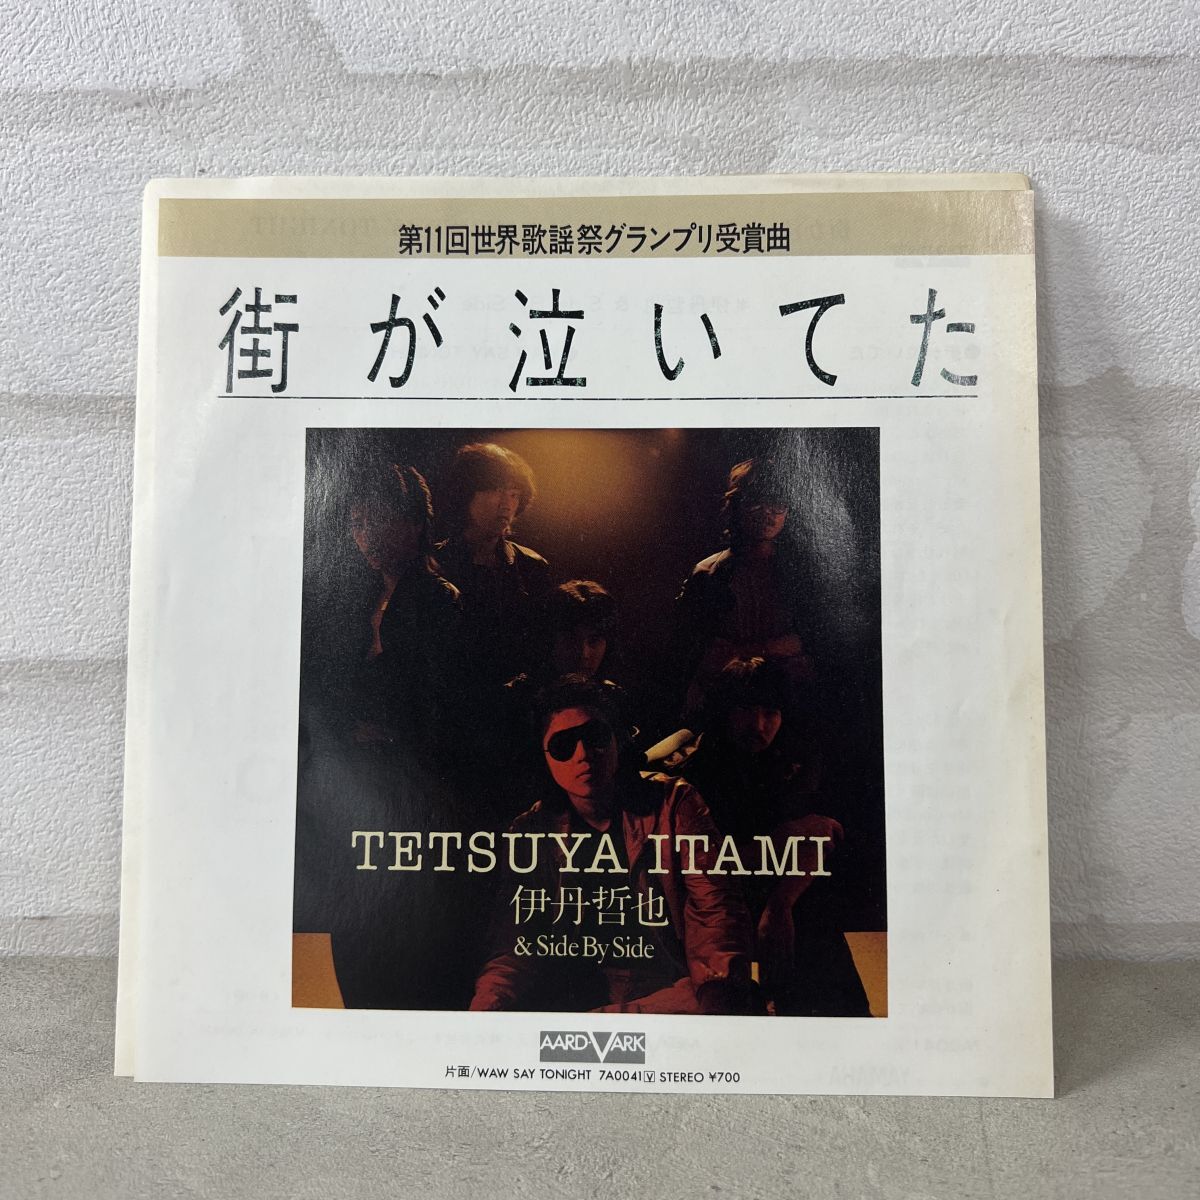 第11回世界歌謡祭グランプリ受賞曲
街が泣いてた
TETSUYA ITAMI
伊丹哲也
& Side By Side
AARD-VARK
片面/WAW SAY TONIGHT 7A0041 V STEREO ¥700